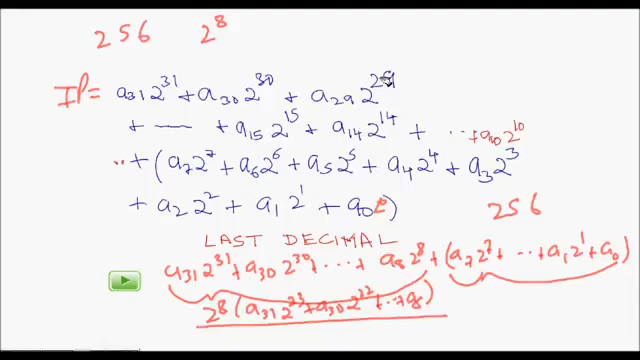 256 2^8
IP = a31 2^31 + a30 2^30 + a29 2^29
+ --- + a15 2^15 + a14 2^14 + ... + a10 2^10
.. + (a7 2^7 + a6 2^6 + a5 2^5 + a4 2^4 + a3 2^3
+ a2 2^2 + a1 2^1 + a0)
256
LAST DECIMAL
a31 2^31 + a30 2^30 + ... + a8 2^8 + (a7 2^7 + ... + a1 2^1 + a0)
2^8 (a31 2^23 + a30 2^22 + ... + a8)